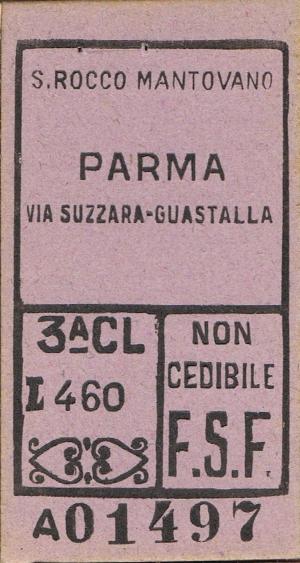 S.ROCCO MANTOVANO
PARMA
VIA SUZZARA-GUASTALLA
3ACL
L 460
NON
CEDIBILE
F.S.F.
A01497